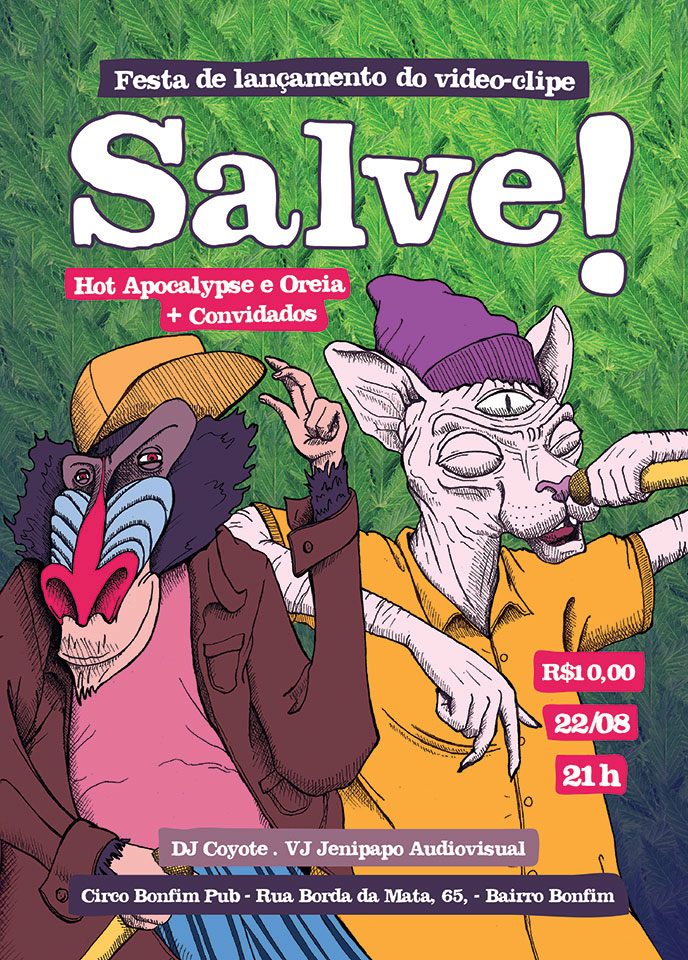 Festa de lançamento do video-clipe
Salve!
Hot Apocalypse e Oreia
+ Convidados
R$10,00
22/08
21h
DJ Coyote . VJ Jenipapo Audiovisual
Circo Bonfim Pub - Rua Borda da Mata, 65, - Bairro Bonfim